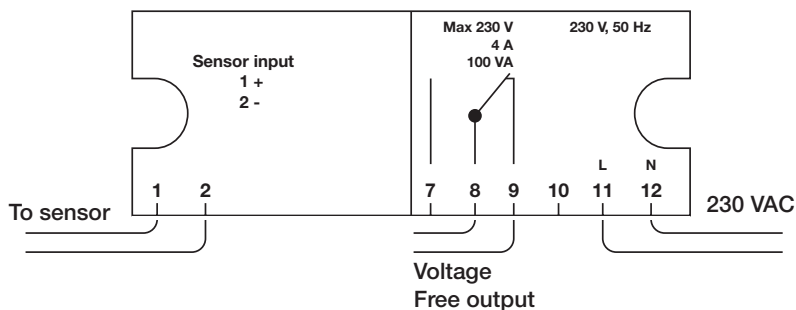 Max 230 V
4 A
100 VA
230 V, 50 Hz
Sensor input
1 +
2 -
L N
1 2 7 8 9 10 11 12
To sensor
230 VAC
Voltage
Free output